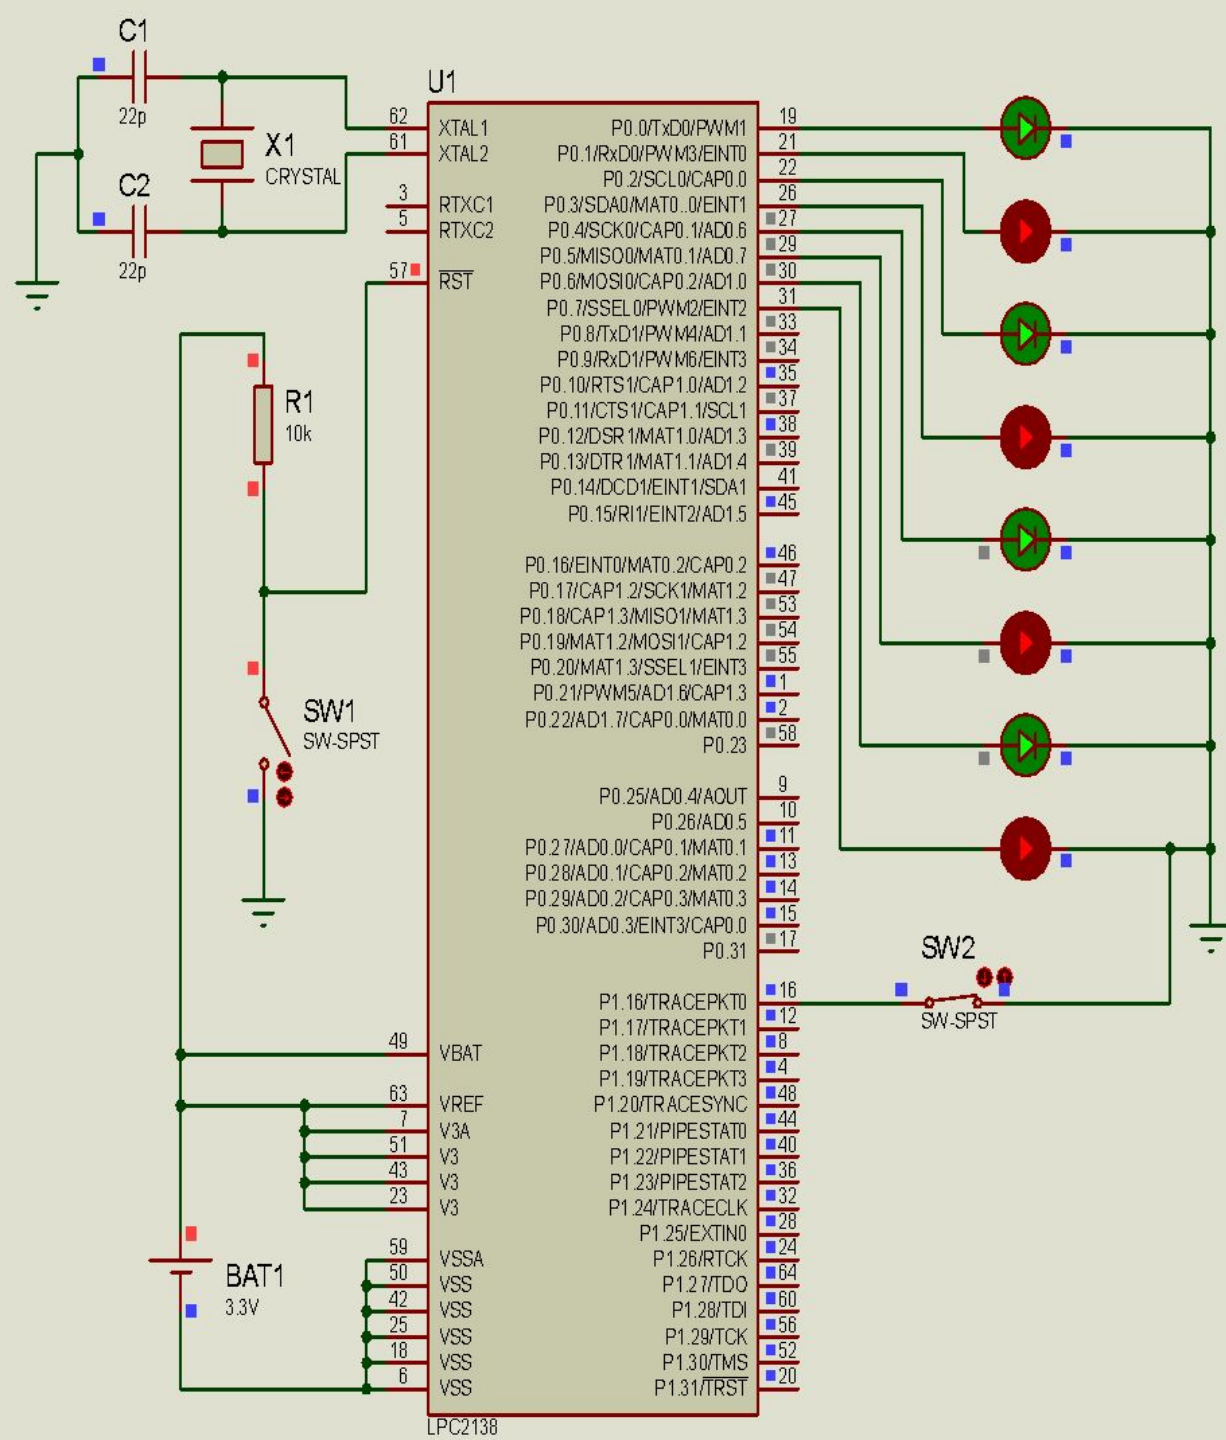 C1
22p
X1
CRYSTAL
C2
22p
R1
10k
SW1
SW-SPST
BAT1
3.3V
U1
62 XTAL1
61 XTAL2
3 RTXC1
5 RTXC2
57 RST
49 VBAT
63 VREF
7 V3A
51 V3
43 V3
23 V3
59 VSSA
50 VSS
42 VSS
25 VSS
18 VSS
6 VSS
P0.0/TxD0/PWM1 19
P0.1/RxD0/PWM3/EINT0 21
P0.2/SCL0/CAP0.0 22
P0.3/SDA0/MAT0..0/EINT1 26
P0.4/SCK0/CAP0.1/AD0.6 27
P0.5/MISO0/MAT0.1/AD0.7 29
P0.6/MOSI0/CAP0.2/AD1.0 30
P0.7/SSEL0/PWM2/EINT2 31
P0.8/TxD1/PWM4/AD1.1 33
P0.9/RxD1/PWM6/EINT3 34
P0.10/RTS1/CAP1.0/AD1.2 35
P0.11/CTS1/CAP1.1/SCL1 37
P0.12/DSR1/MAT1.0/AD1.3 38
P0.13/DTR1/MAT1.1/AD1.4 39
P0.14/DCD1/EINT1/SDA1 41
P0.15/RI1/EINT2/AD1.5 45
P0.16/EINT0/MAT0.2/CAP0.2 46
P0.17/CAP1.2/SCK1/MAT1.2 47
P0.18/CAP1.3/MISO1/MAT1.3 53
P0.19/MAT1.2/MOSI1/CAP1.2 54
P0.20/MAT1.3/SSEL1/EINT3 55
P0.21/PWM5/AD1.6/CAP1.3 1
P0.22/AD1.7/CAP0.0/MAT0.0 2
P0.23 58
P0.25/AD0.4/AOUT 9
P0.26/AD0.5 10
P0.27/AD0.0/CAP0.1/MAT0.1 11
P0.28/AD0.1/CAP0.2/MAT0.2 13
P0.29/AD0.2/CAP0.3/MAT0.3 14
P0.30/AD0.3/EINT3/CAP0.0 15
P0.31 17
P1.16/TRACEPKT0 16
P1.17/TRACEPKT1 12
P1.18/TRACEPKT2 8
P1.19/TRACEPKT3 4
P1.20/TRACESYNC 48
P1.21/PIPESTAT0 44
P1.22/PIPESTAT1 40
P1.23/PIPESTAT2 36
P1.24/TRACECLK 32
P1.25/EXTIN0 28
P1.26/RTCK 24
P1.27/TDO 64
P1.28/TDI 60
P1.29/TCK 56
P1.30/TMS 52
P1.31/TRST 20
LPC2138
SW2
SW-SPST